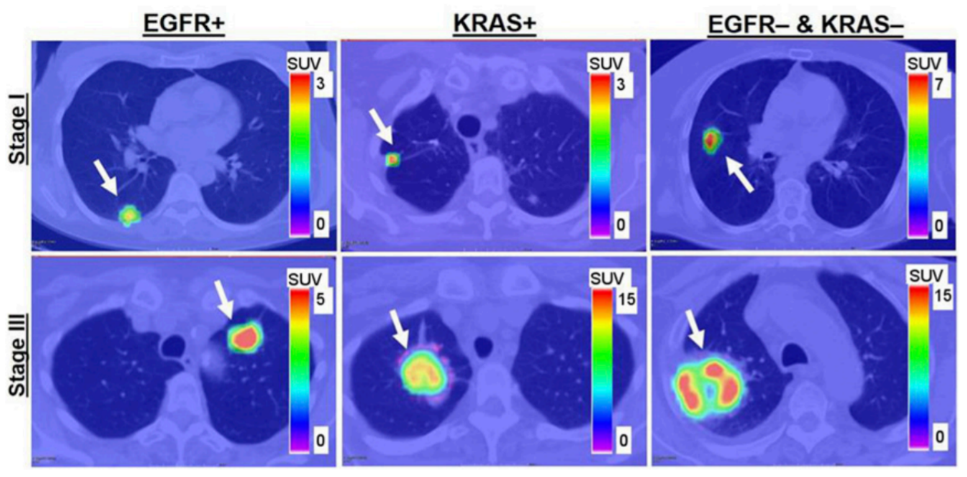 EGFR+ KRAS+ EGFR– & KRAS–
Stage I
SUV
3
0
SUV
3
0
SUV
7
0
Stage III
SUV
5
0
SUV
15
0
SUV
15
0